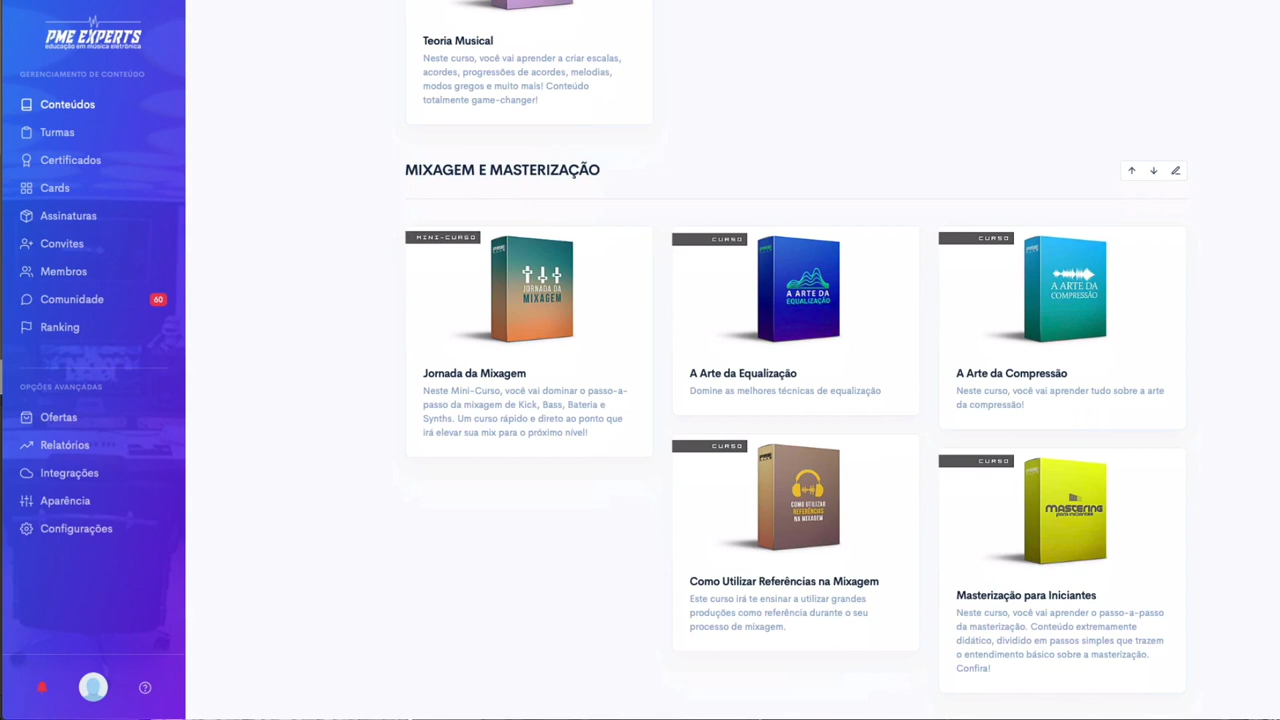 PME EXPERTS
educação em música eletrônica
GERENCIAMENTO DE CONTEÚDO
Conteúdos
Turmas
Certificados
Cards
Assinaturas
Convites
Membros
Comunidade
60
Ranking
OPÇÕES AVANÇADAS
Ofertas
Relatórios
Integrações
Aparência
Configurações
Teoria Musical
Neste curso, você vai aprender a criar escalas,
acordes, progressões de acordes, melodias,
modos gregos e muito mais! Conteúdo
totalmente game-changer!
MIXAGEM E MASTERIZAÇÃO
MINI-CURSO
JORNADA DA
MIXAGEM
Jornada da Mixagem
Neste Mini-Curso, você vai dominar o passo-a-
passo da mixagem de Kick, Bass, Bateria e
Synths. Um curso rápido e direto ao ponto que
irá elevar sua mix para o próximo nível!
CURSO
A ARTE DA
EQUALIZAÇÃO
A Arte da Equalização
Domine as melhores técnicas de equalização
CURSO
A ARTE DA
COMPRESSÃO
A Arte da Compressão
Neste curso, você vai aprender tudo sobre a arte
da compressão!
CURSO
COMO UTILIZAR
REFERÊNCIAS
NA MIXAGEM
Como Utilizar Referências na Mixagem
Este curso irá te ensinar a utilizar grandes
produções como referência durante o seu
processo de mixagem.
CURSO
MASTERING
para iniciantes
Masterização para Iniciantes
Neste curso, você vai aprender o passo-a-passo
da masterização. Conteúdo extremamente
didático, dividido em passos simples que trazem
o entendimento básico sobre a masterização.
Confira!